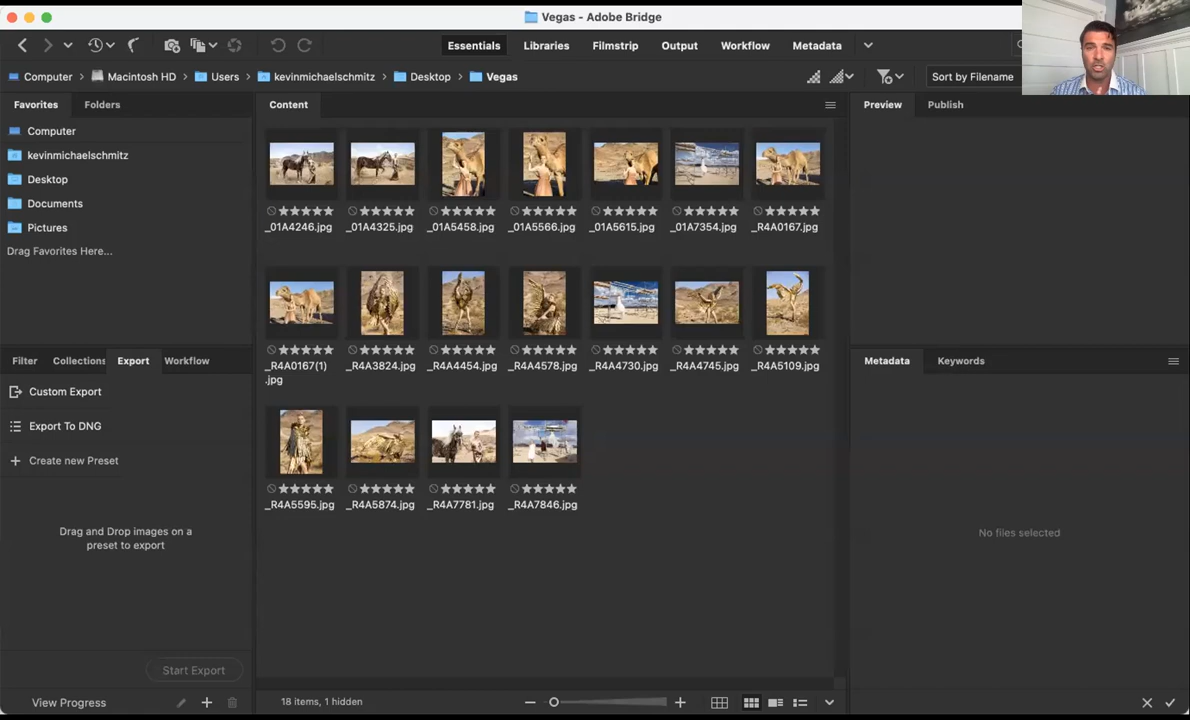 Vegas - Adobe Bridge
Essentials Libraries Filmstrip Output Workflow Metadata
Computer Macintosh HD Users kevinmichaelschmitz Desktop Vegas
Sort by Filename
Favorites Folders
Computer
kevinmichaelschmitz
Desktop
Documents
Pictures
Drag Favorites Here...
Filter Collections Export Workflow
Custom Export
Export To DNG
Create new Preset
Drag and Drop images on a
preset to export
Start Export
View Progress
Content
_01A4246.jpg _01A4325.jpg _01A5458.jpg _01A5566.jpg _01A5615.jpg _01A7354.jpg _R4A0167.jpg
_R4A0167(1) _R4A3824.jpg _R4A4454.jpg _R4A4578.jpg _R4A4730.jpg _R4A4745.jpg _R4A5109.jpg
.jpg
_R4A5595.jpg _R4A5874.jpg _R4A7781.jpg _R4A7846.jpg
18 items, 1 hidden
Preview Publish
Metadata Keywords
No files selected